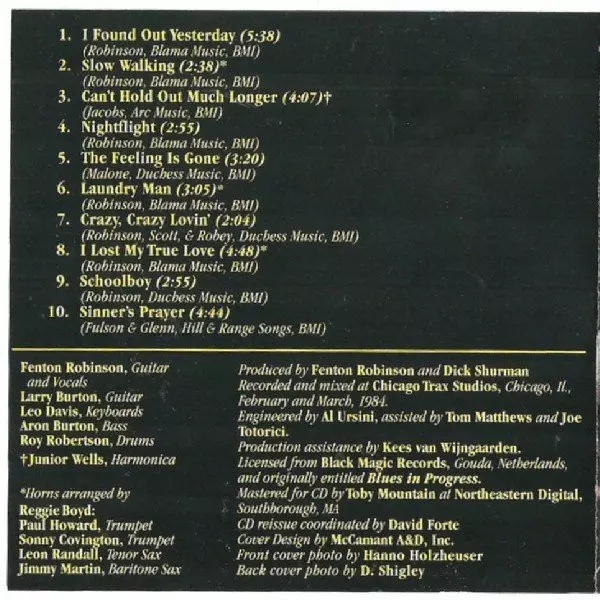 1. I Found Out Yesterday (5:38)
(Robinson, Blama Music, BMI)
2. Slow Walking (2:38)*
(Robinson, Blama Music, BMI)
3. Can't Hold Out Much Longer (4:07)†
(Jacobs, Arc Music, BMI)
4. Nightflight (2:55)
(Robinson, Blama Music, BMI)
5. The Feeling Is Gone (3:20)
(Malone, Duchess Music, BMI)
6. Laundry Man (3:05)*
(Robinson, Blama Music, BMI)
7. Crazy, Crazy Lovin' (2:04)
(Robinson, Scott, & Robey, Duchess Music, BMI)
8. I Lost My True Love (4:48)*
(Robinson, Blama Music, BMI)
9. Schoolboy (2:55)
(Robinson, Duchess Music, BMI)
10. Sinner's Prayer (4:44)
(Fulson & Glenn, Hill & Range Songs, BMI)
Fenton Robinson, Guitar
and Vocals
Larry Burton, Guitar
Leo Davis, Keyboards
Aron Burton, Bass
Roy Robertson, Drums
†Junior Wells, Harmonica
*Horns arranged by
Reggie Boyd:
Paul Howard, Trumpet
Sonny Covington, Trumpet
Leon Randall, Tenor Sax
Jimmy Martin, Baritone Sax
Produced by Fenton Robinson and Dick Shurman
Recorded and mixed at Chicago Trax Studios, Chicago, Il.,
February and March, 1984.
Engineered by Al Ursini, assisted by Tom Matthews and Joe
Totorici.
Production assistance by Kees van Wijngaarden.
Licensed from Black Magic Records, Gouda, Netherlands,
and originally entitled Blues in Progress.
Mastered for CD by Toby Mountain at Northeastern Digital,
Southborough, MA
CD reissue coordinated by David Forte
Cover Design by McCamant A&D, Inc.
Front cover photo by Hanno Holzheuser
Back cover photo by D. Shigley